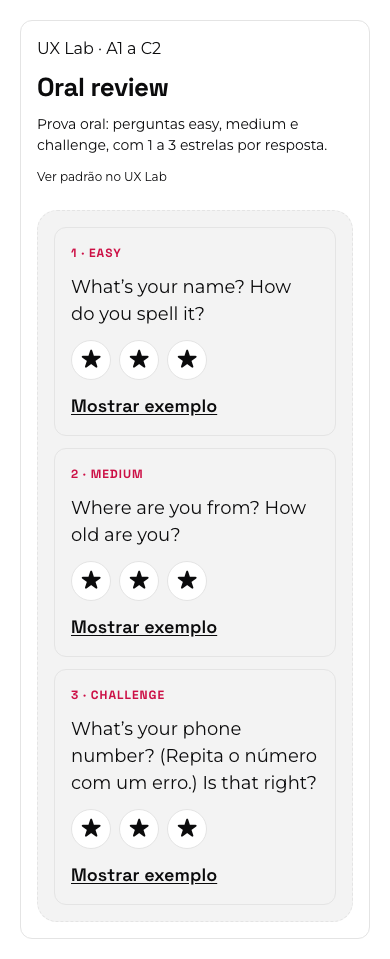 UX Lab · A1 a C2
Oral review
Prova oral: perguntas easy, medium e
challenge, com 1 a 3 estrelas por resposta.
Ver padrão no UX Lab
1 · EASY
What’s your name? How
do you spell it?
Mostrar exemplo
2 · MEDIUM
Where are you from? How
old are you?
Mostrar exemplo
3 · CHALLENGE
What’s your phone
number? (Repita o número
com um erro.) Is that right?
Mostrar exemplo